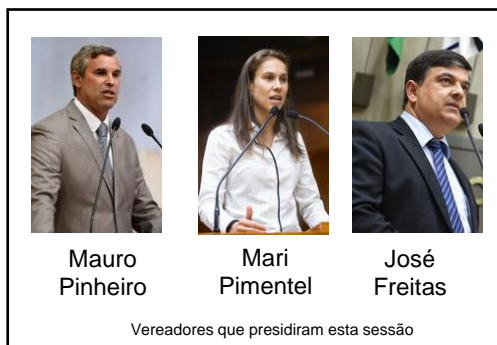 Mauro
Pinheiro
Mari
Pimentel
José
Freitas
Vereadores que presidiram esta sessão